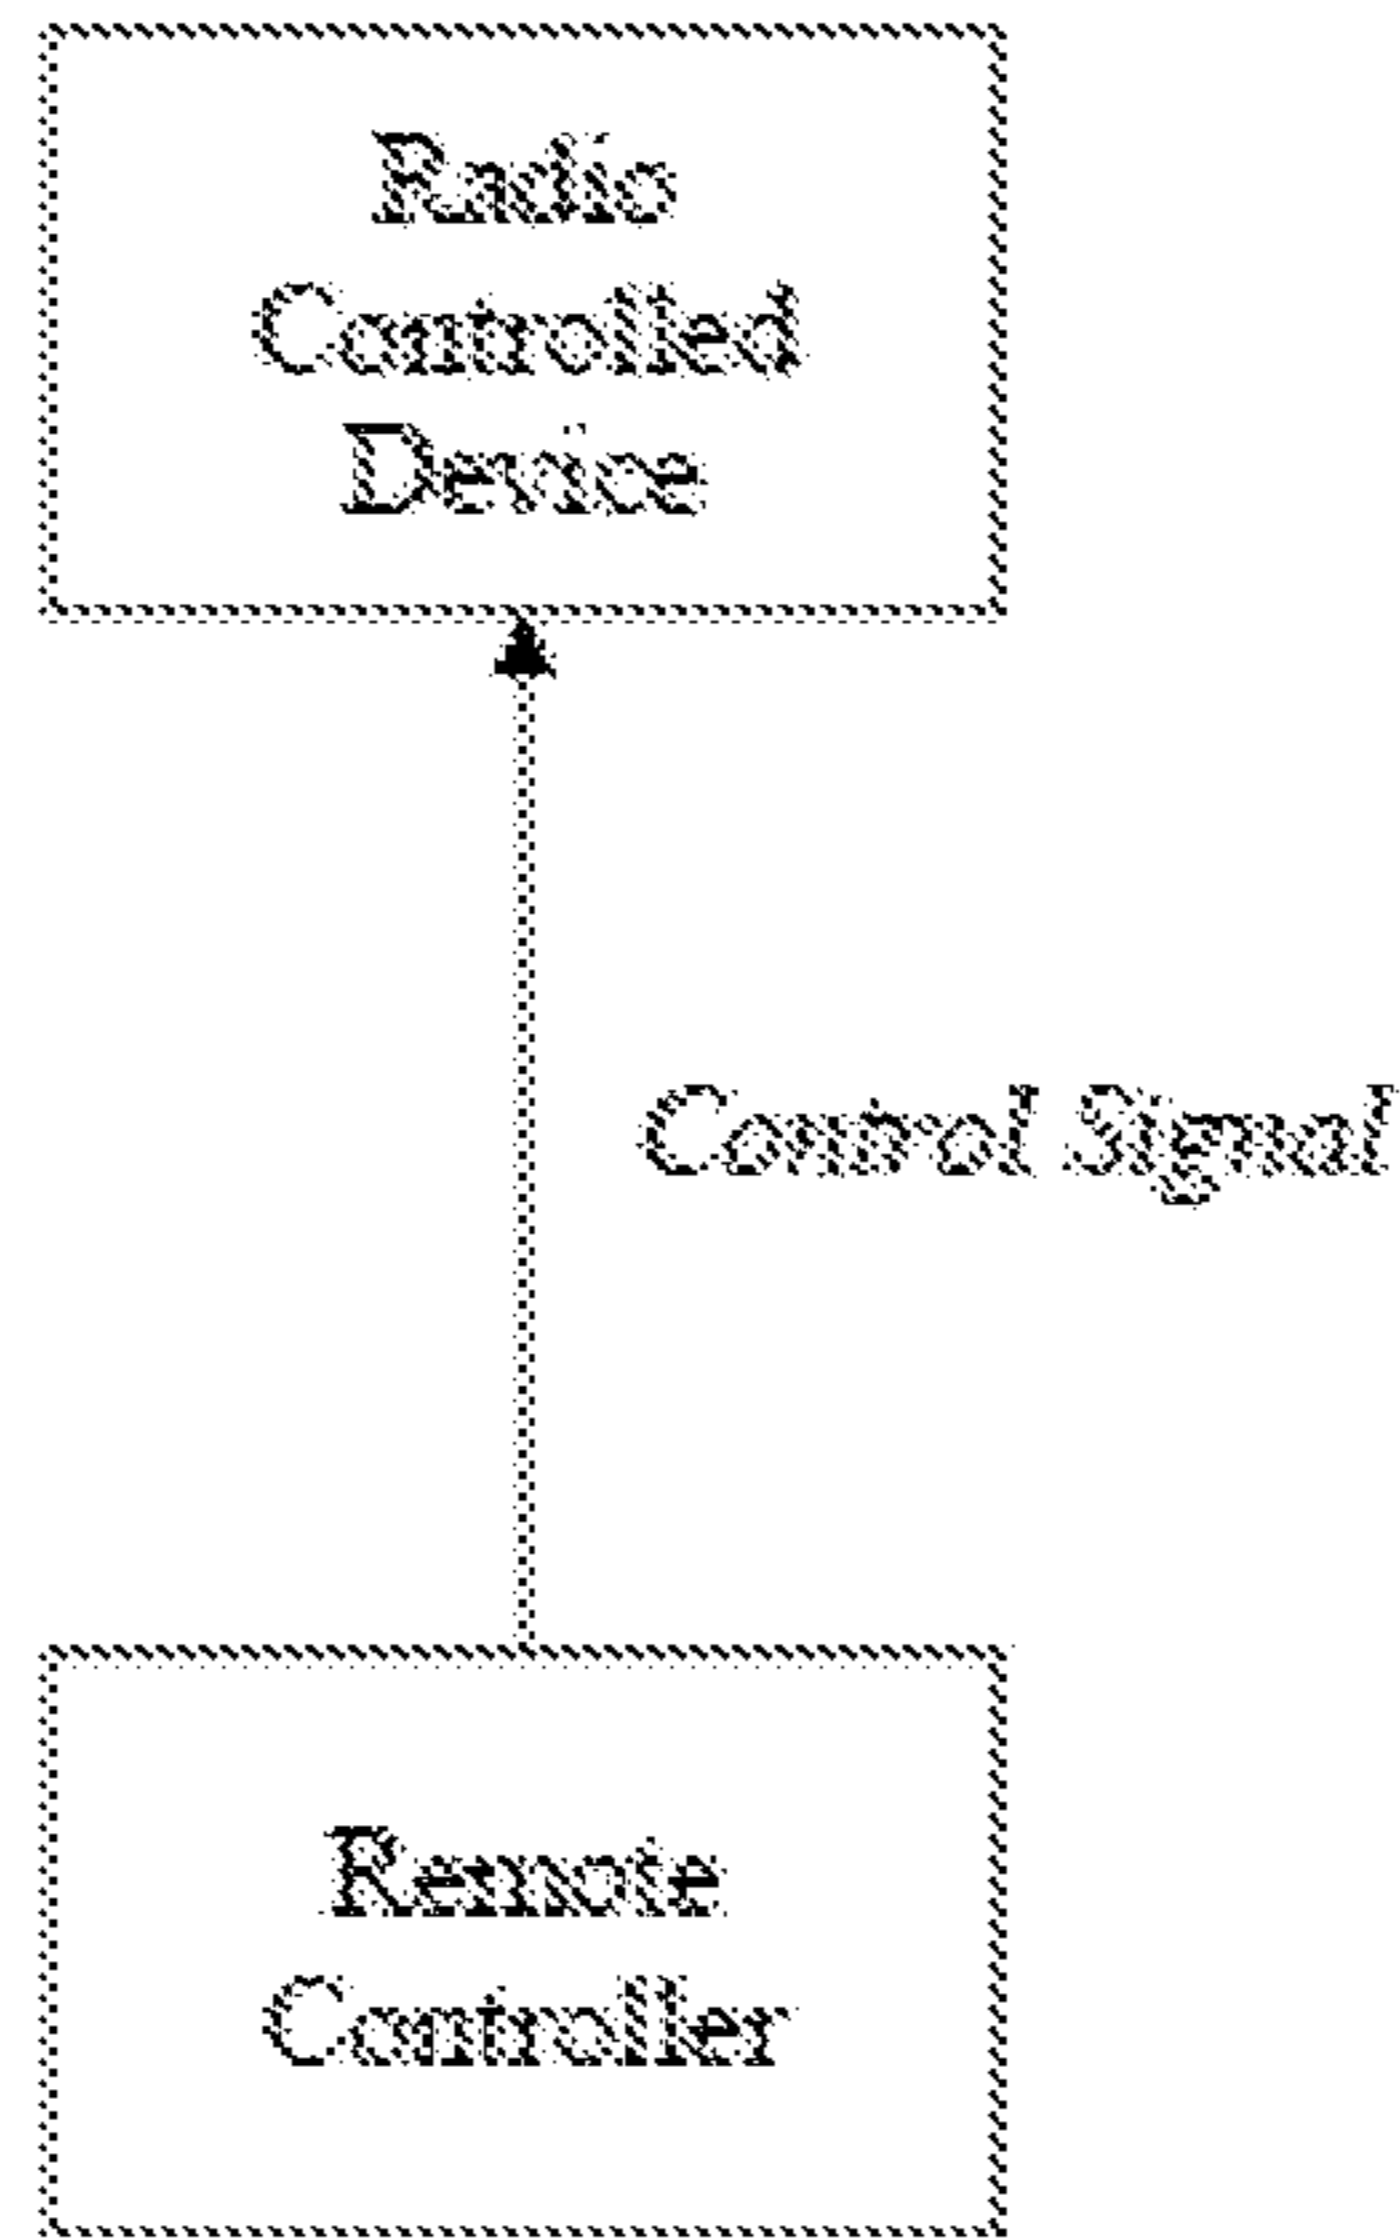 Radio
Controlled
Device
Control Signal
Remote
Controller